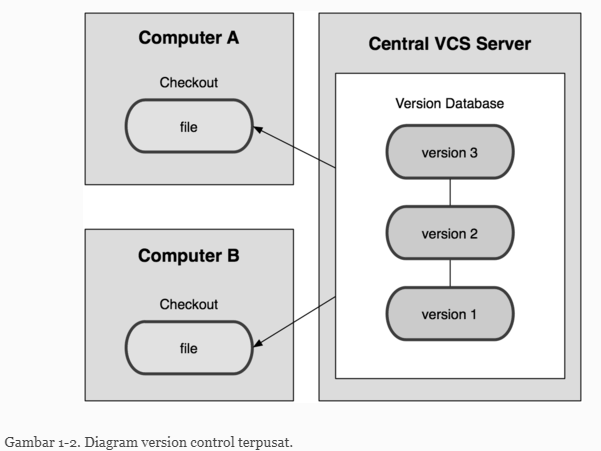 Computer A
Checkout
file
Central VCS Server
Version Database
version 3
version 2
version 1
Computer B
Checkout
file
Gambar 1-2. Diagram version control terpusat.